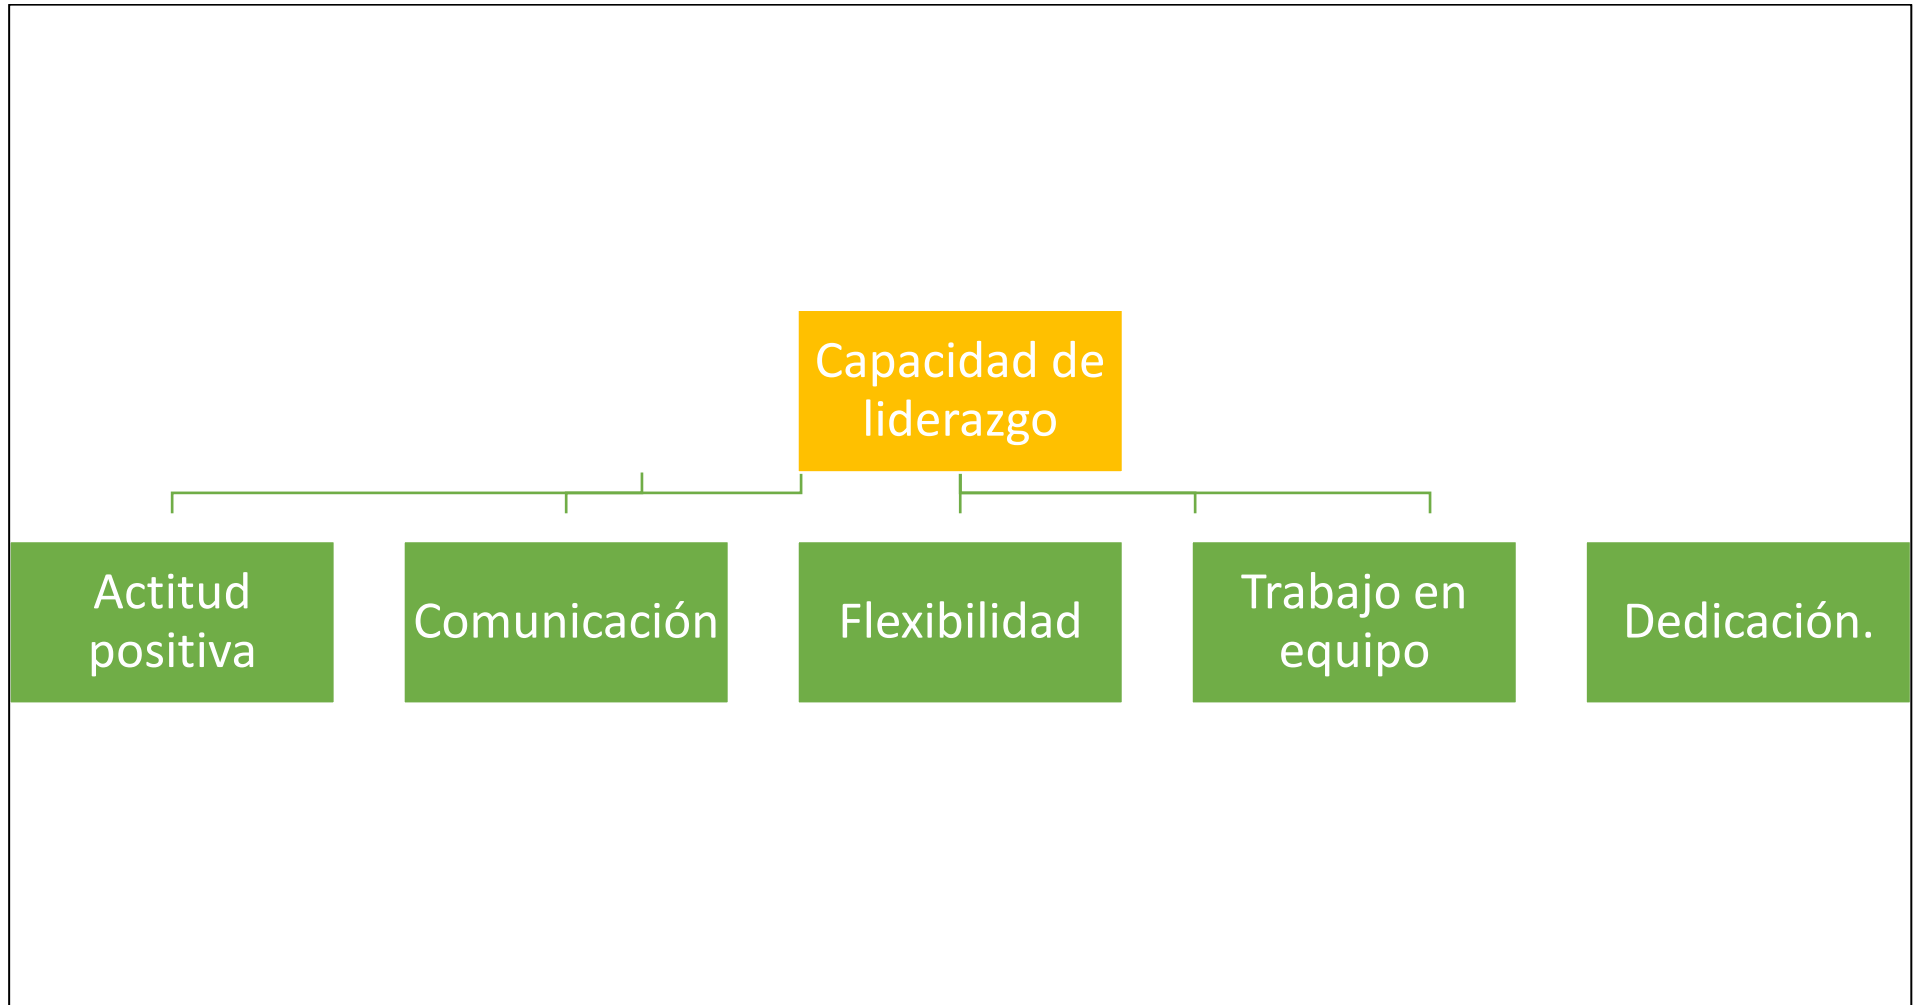 Capacidad de
liderazgo
Actitud
positiva
Comunicación
Flexibilidad
Trabajo en
equipo
Dedicación.